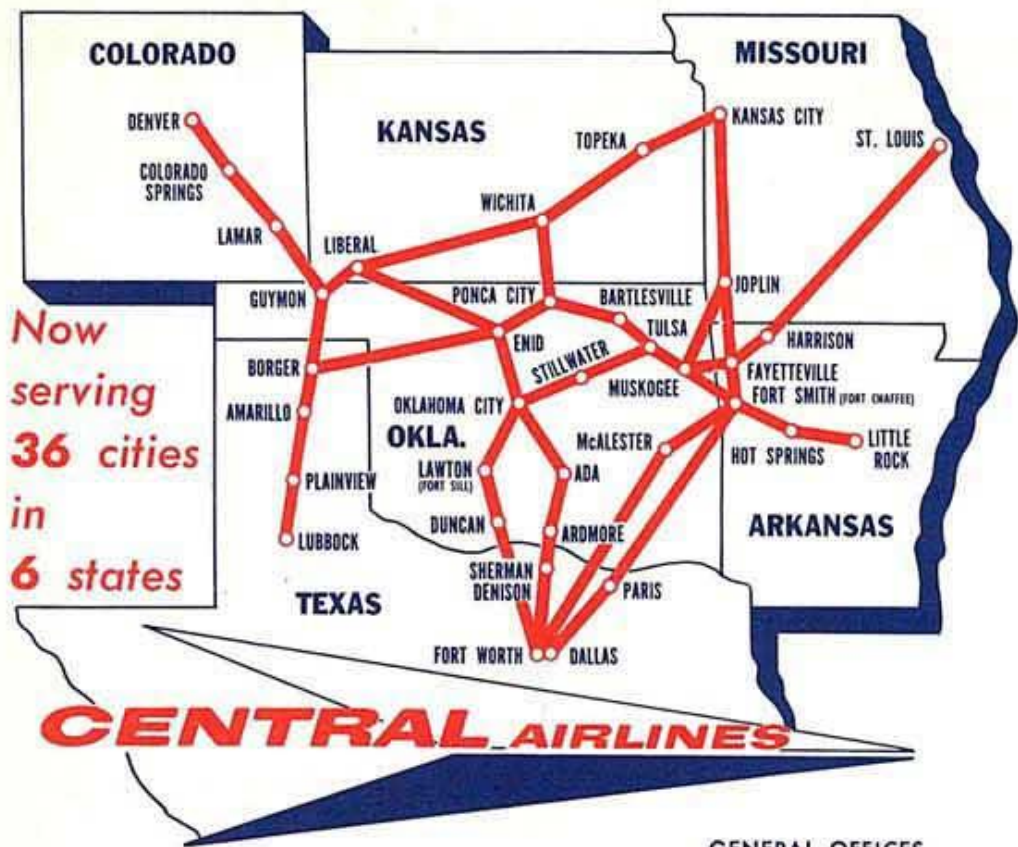 COLORADO
MISSOURI
DENVER
KANSAS CITY
KANSAS
TOPEKA
ST. LOUIS
COLORADO
SPRINGS
WICHITA
LAMAR
LIBERAL
JOPLIN
GUYMON
PONCA CITY
BARTLESVILLE
Now
serving
36 cities
in
6 states
TULSA
HARRISON
ENID
STILLWATER
BORGER
MUSKOGEE
FAYETTEVILLE
FORT SMITH (FORT CHAFFEE)
AMARILLO
OKLAHOMA CITY
OKLA.
McALESTER
LITTLE
ROCK
HOT SPRINGS
LAWTON
(FORT SILL)
ADA
PLAINVIEW
DUNCAN
ARDMORE
ARKANSAS
LUBBOCK
SHERMAN
DENISON
PARIS
TEXAS
FORT WORTH
DALLAS
CENTRAL AIRLINES
GENERAL OFFICES